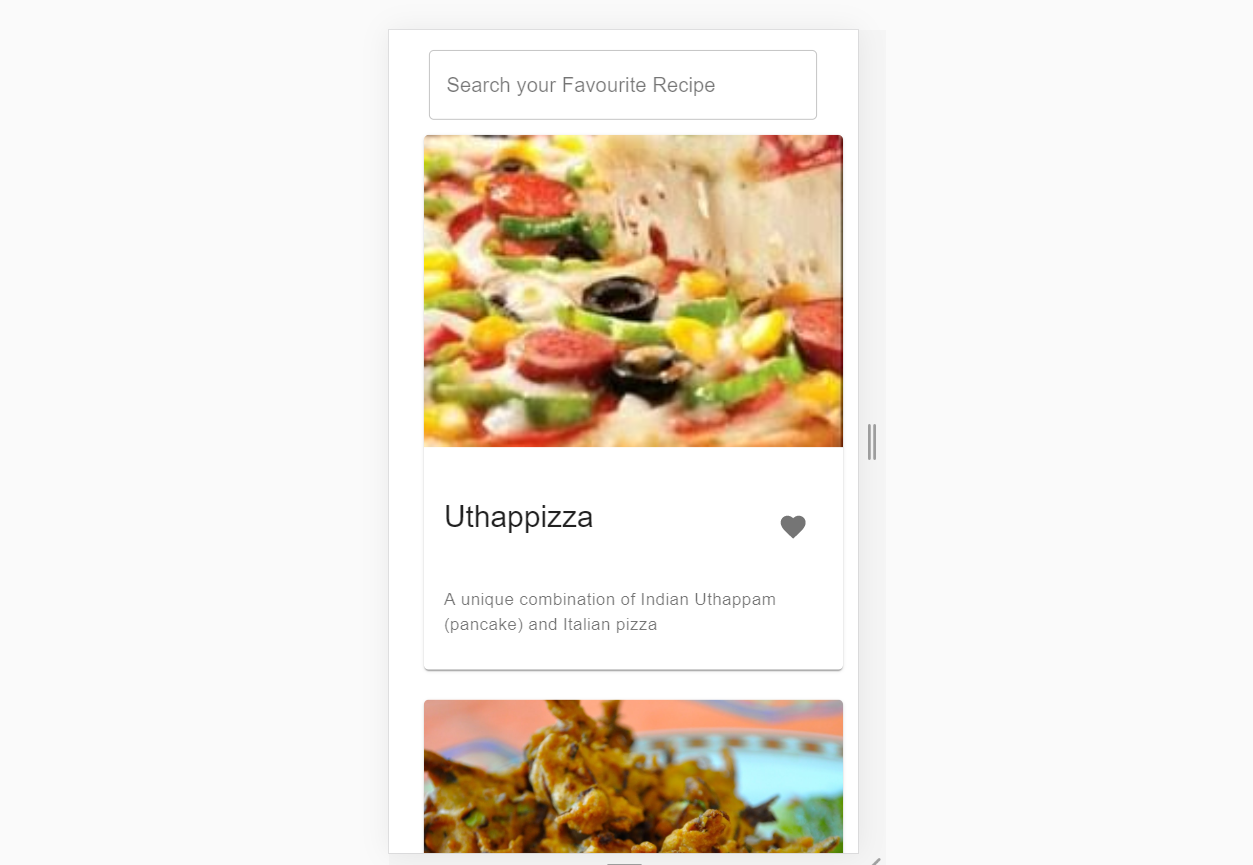 Search your Favourite Recipe
Uthappizza
A unique combination of Indian Uthappam
(pancake) and Italian pizza